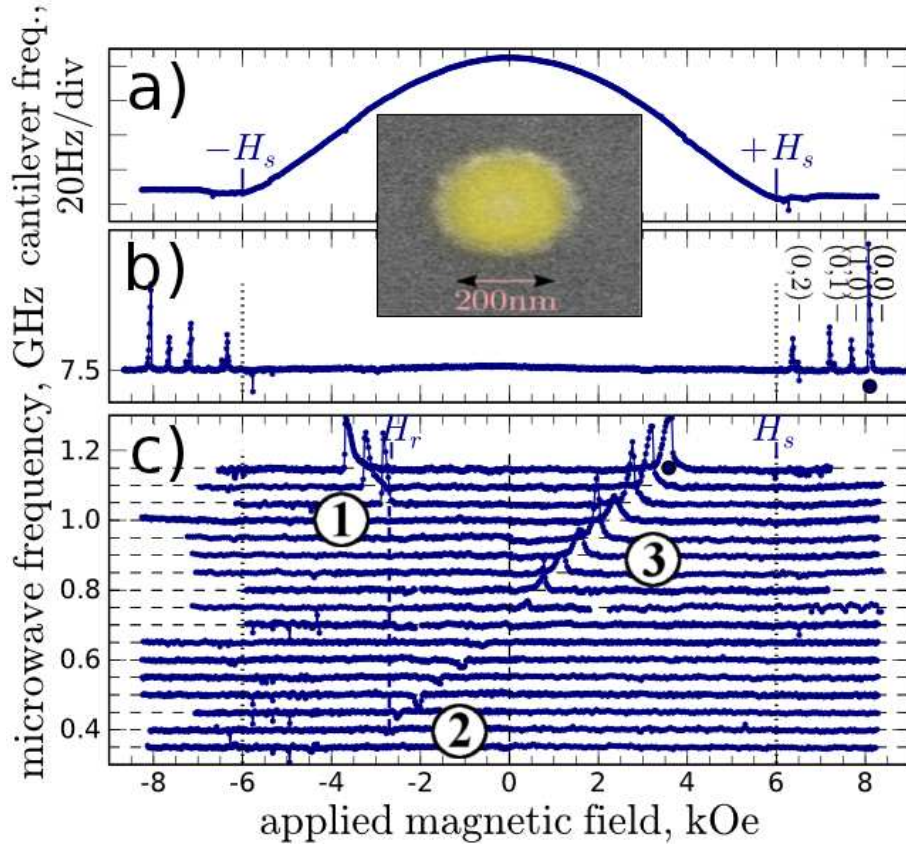 microwave frequency, GHz cantilever freq.,
20Hz/div
a)
−Hs
+Hs
200nm
b)
7.5
(0,2)–
(0,1)–
(1,0)–
(0,0)–
c)
Hr
Hs
1.2
1.0
0.8
0.6
0.4
1
3
2
-8 -6 -4 -2 0 2 4 6 8
applied magnetic field, kOe